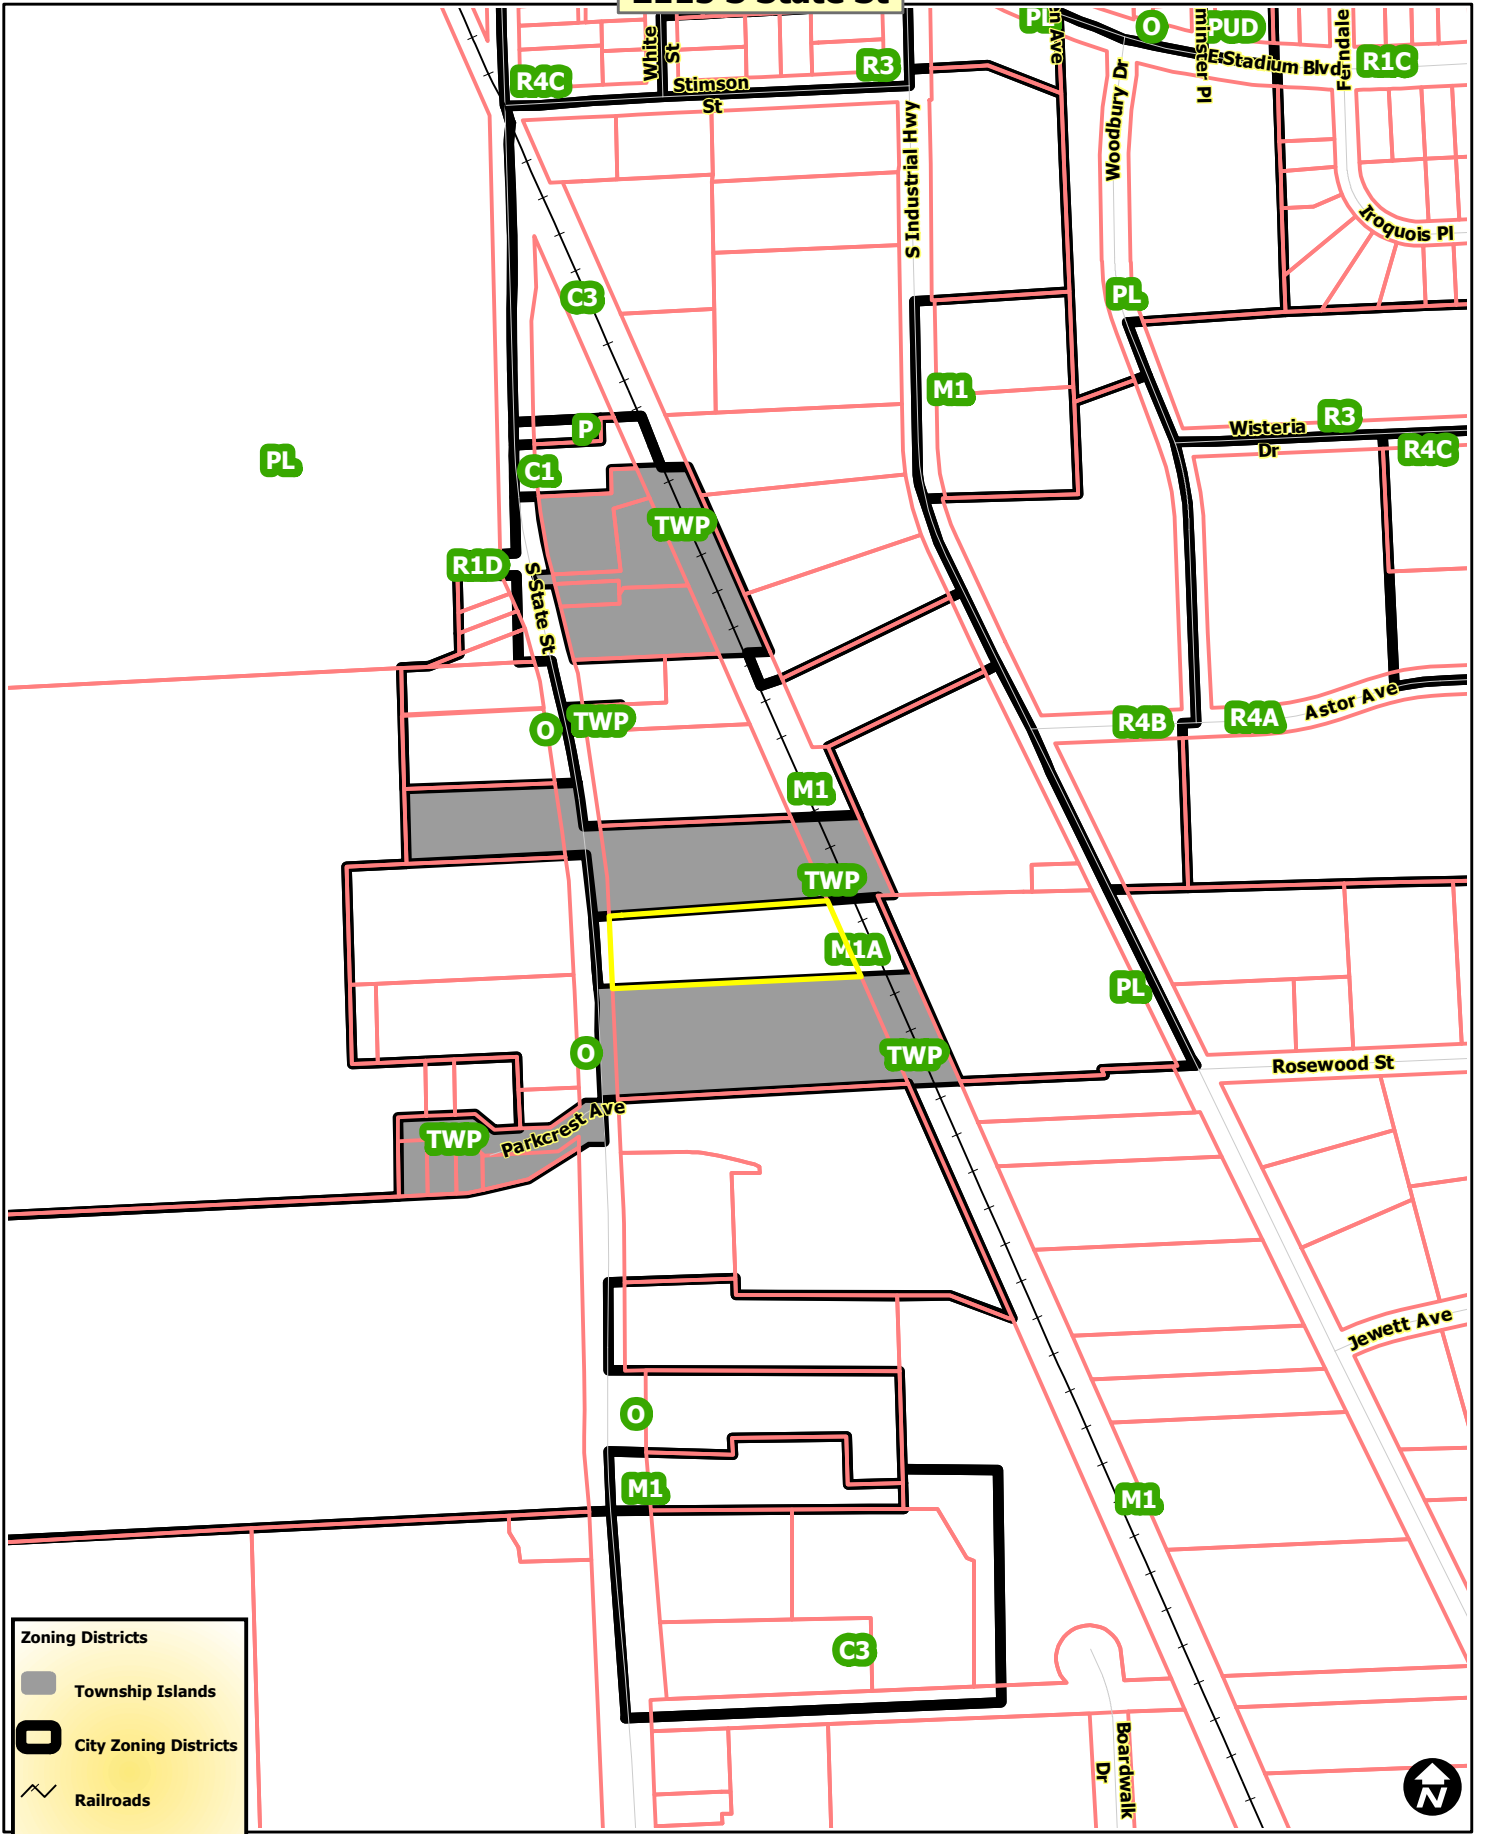 PL
O
PUD
White
St
R3
E Stadium Blvd
R1C
Ferndale
R4C
Stimson
St
Woodbury Dr
S Industrial Hwy
Iroquois Pl
C3
PL
M1
P
Wisteria
Dr
R3
R4C
PL
C1
TWP
R1D
S State St
O
TWP
R4B
R4A
Astor Ave
M1
TWP
M1A
PL
O
TWP
Rosewood St
Parkcrest Ave
TWP
Jewett Ave
O
M1
M1
C3
Boardwalk
Dr
Zoning Districts
Township Islands
City Zoning Districts
Railroads
N